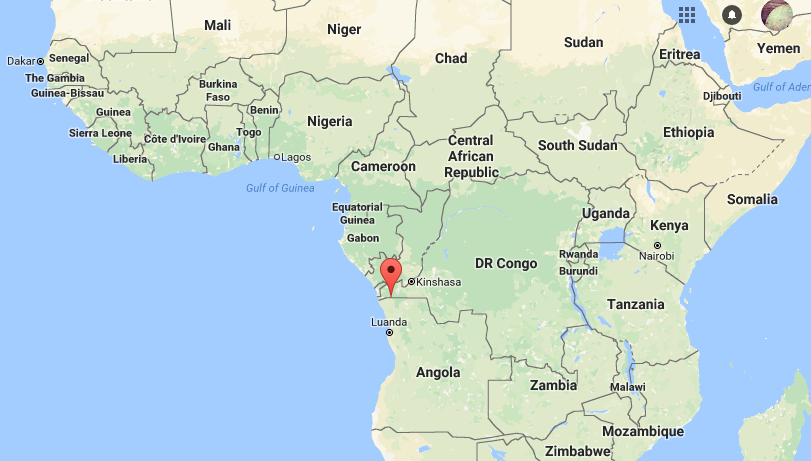 Mali
Niger
Sudan
Eritrea
Yemen
Dakar
Senegal
Chad
The Gambia
Burkina
Faso
Guinea-Bissau
Djibouti
Gulf of Aden
Guinea
Benin
Nigeria
Sierra Leone
Côte d'Ivoire
Togo
Ghana
Liberia
Lagos
Central
African
Republic
South Sudan
Ethiopia
Cameroon
Gulf of Guinea
Somalia
Equatorial
Guinea
Uganda
Kenya
Gabon
Nairobi
Rwanda
DR Congo
Burundi
Kinshasa
Tanzania
Luanda
Angola
Zambia
Malawi
Mozambique
Zimbabwe